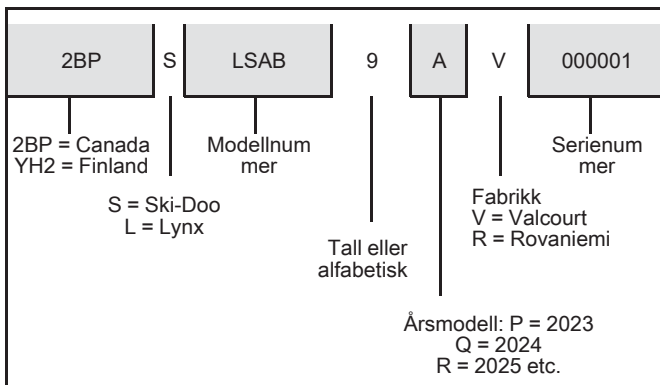 2BP S LSAB 9 A V 000001
2BP = Canada
YH2 = Finland
Modellnum
mer
Serienum
mer
S = Ski-Doo
L = Lynx
Fabrikk
V = Valcourt
R = Rovaniemi
Tall eller
alfabetisk
Årsmodell: P = 2023
Q = 2024
R = 2025 etc.